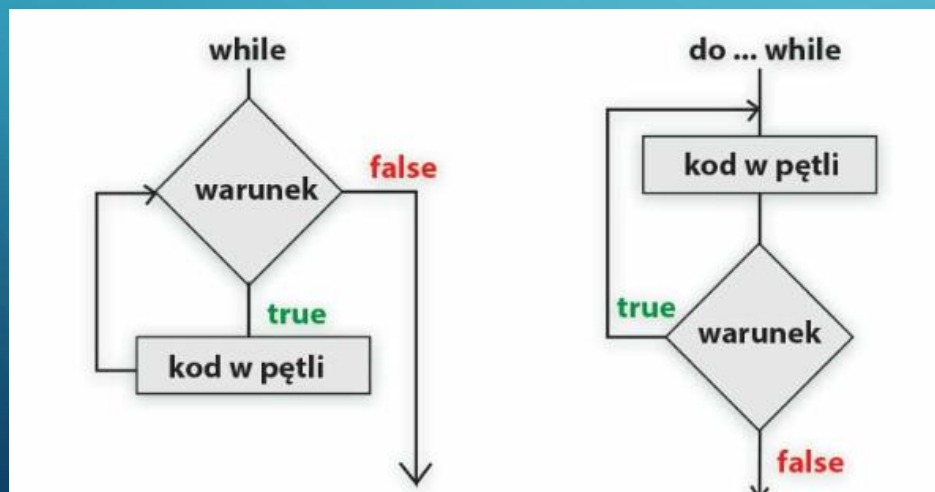 while
warunek
false
true
kod w pętli
do ... while
kod w pętli
true
warunek
false